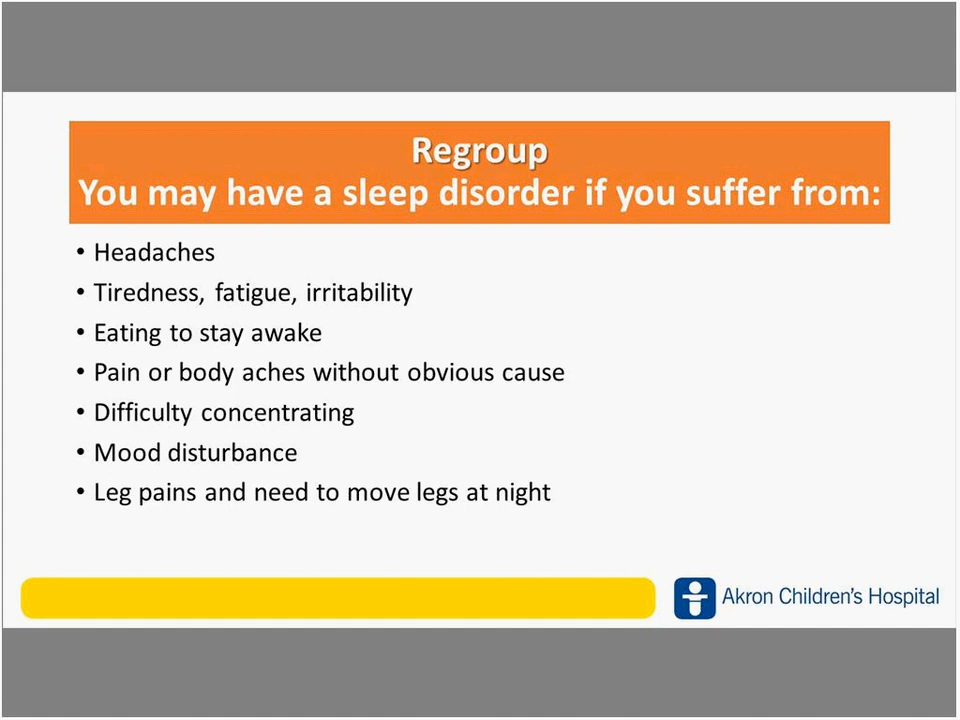 Regroup
You may have a sleep disorder if you suffer from:
• Headaches
• Tiredness, fatigue, irritability
• Eating to stay awake
• Pain or body aches without obvious cause
• Difficulty concentrating
• Mood disturbance
• Leg pains and need to move legs at night
Akron Children's Hospital